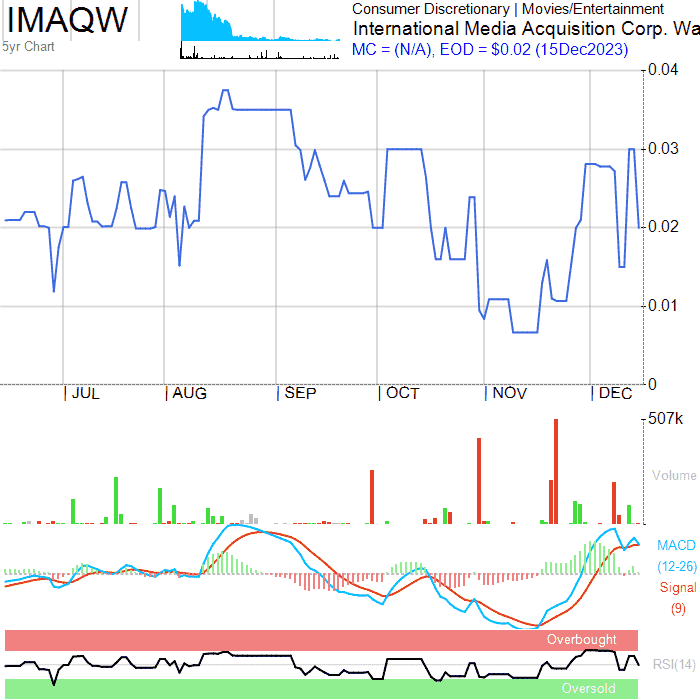 IMAQW
5yr Chart
Consumer Discretionary | Movies/Entertainment
International Media Acquisition Corp. Wa
MC = (N/A), EOD = $0.02 (15Dec2023)
0.04
0.03
0.02
0.01
0
| JUL | AUG | SEP | OCT | NOV | DEC
507k
Volume
MACD
(12-26)
Signal
(9)
Overbought
RSI(14)
Oversold